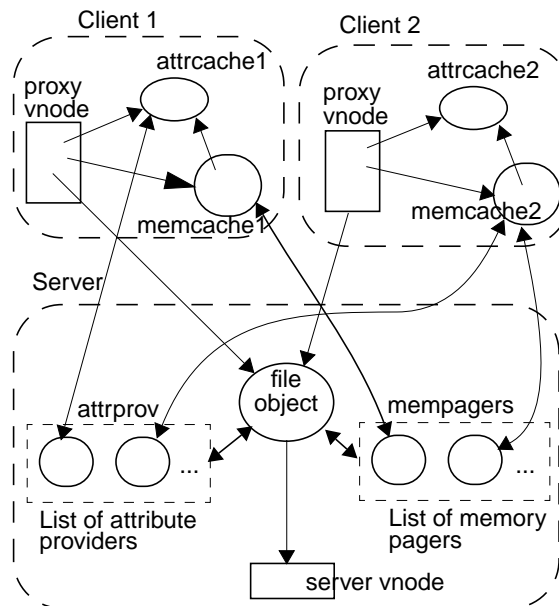 Client 1
Client 2
attrcache1
attrcache2
proxy
vnode
proxy
vnode
memcache1
memcache2
Server
file
object
attrprov
mempagers
...
...
List of attribute
providers
List of memory
pagers
server vnode